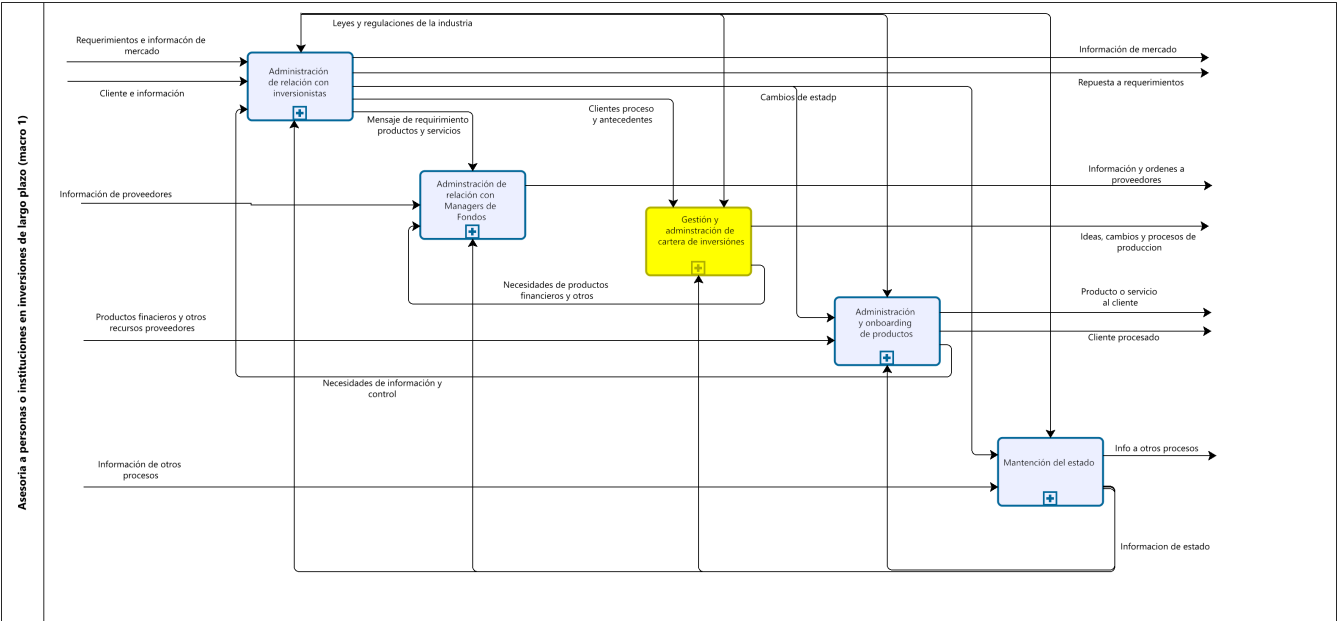 Asesoria a personas o instituciones en inversiones de largo plazo (macro 1)
Leyes y regulaciones de la industria
Requerimientos e informacón de
mercado
Cliente e información
Administración
de relación con
inversionistas
Información de mercado
Repuesta a requerimientos
Cambios de estadp
Clientes proceso
y antecedentes
Mensaje de requirimiento
productos y servicios
Información de proveedores
Adminstración de
relación con
Managers de
Fondos
Información y ordenes a
proveedores
Gestión y
adminstración de
cartera de inversiónes
Ideas, cambios y procesos de
produccion
Necesidades de productos
financieros y otros
Productos finacieros y otros
recursos proveedores
Administración
y onboarding
de productos
Producto o servicio
al cliente
Cliente procesado
Necesidades de información y
control
Información de otros
procesos
Mantención del estado
Info a otros procesos
Informacion de estado